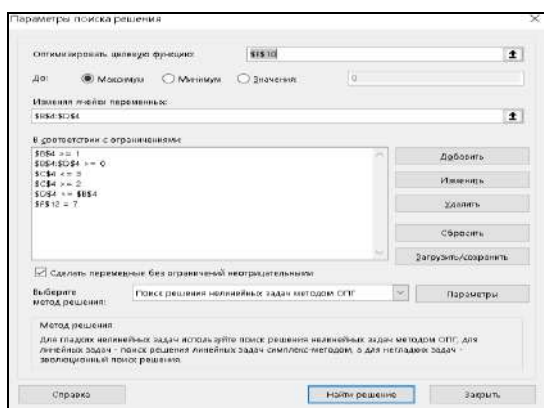 Параметры поиска решения
Оптимизировать целевую функцию: $F$10
До: Максимум Минимум Значения: 0
Изменяя ячейки переменных:
$B$4:$D$4
В соответствии с ограничениями:
$B$4 >= 1
$B$4:$D$4 >= 0
$C$4 <= 3
$C$4 >= 2
$D$4 >= $B$4
$F$12 = 7
Добавить
Изменить
Удалить
Сбросить
Загрузить/сохранить
Сделать переменные без ограничений неотрицательными
Выберите метод решения: Поиск решения нелинейных задач методом ОПГ Параметры
Метод решения
Для гладких нелинейных задач используйте поиск решения нелинейных задач методом ОПГ, для
линейных задач - поиск решения линейных задач симплекс-методом, а для негладких задач -
эволюционный поиск решения.
Справка Найти решение Закрыть